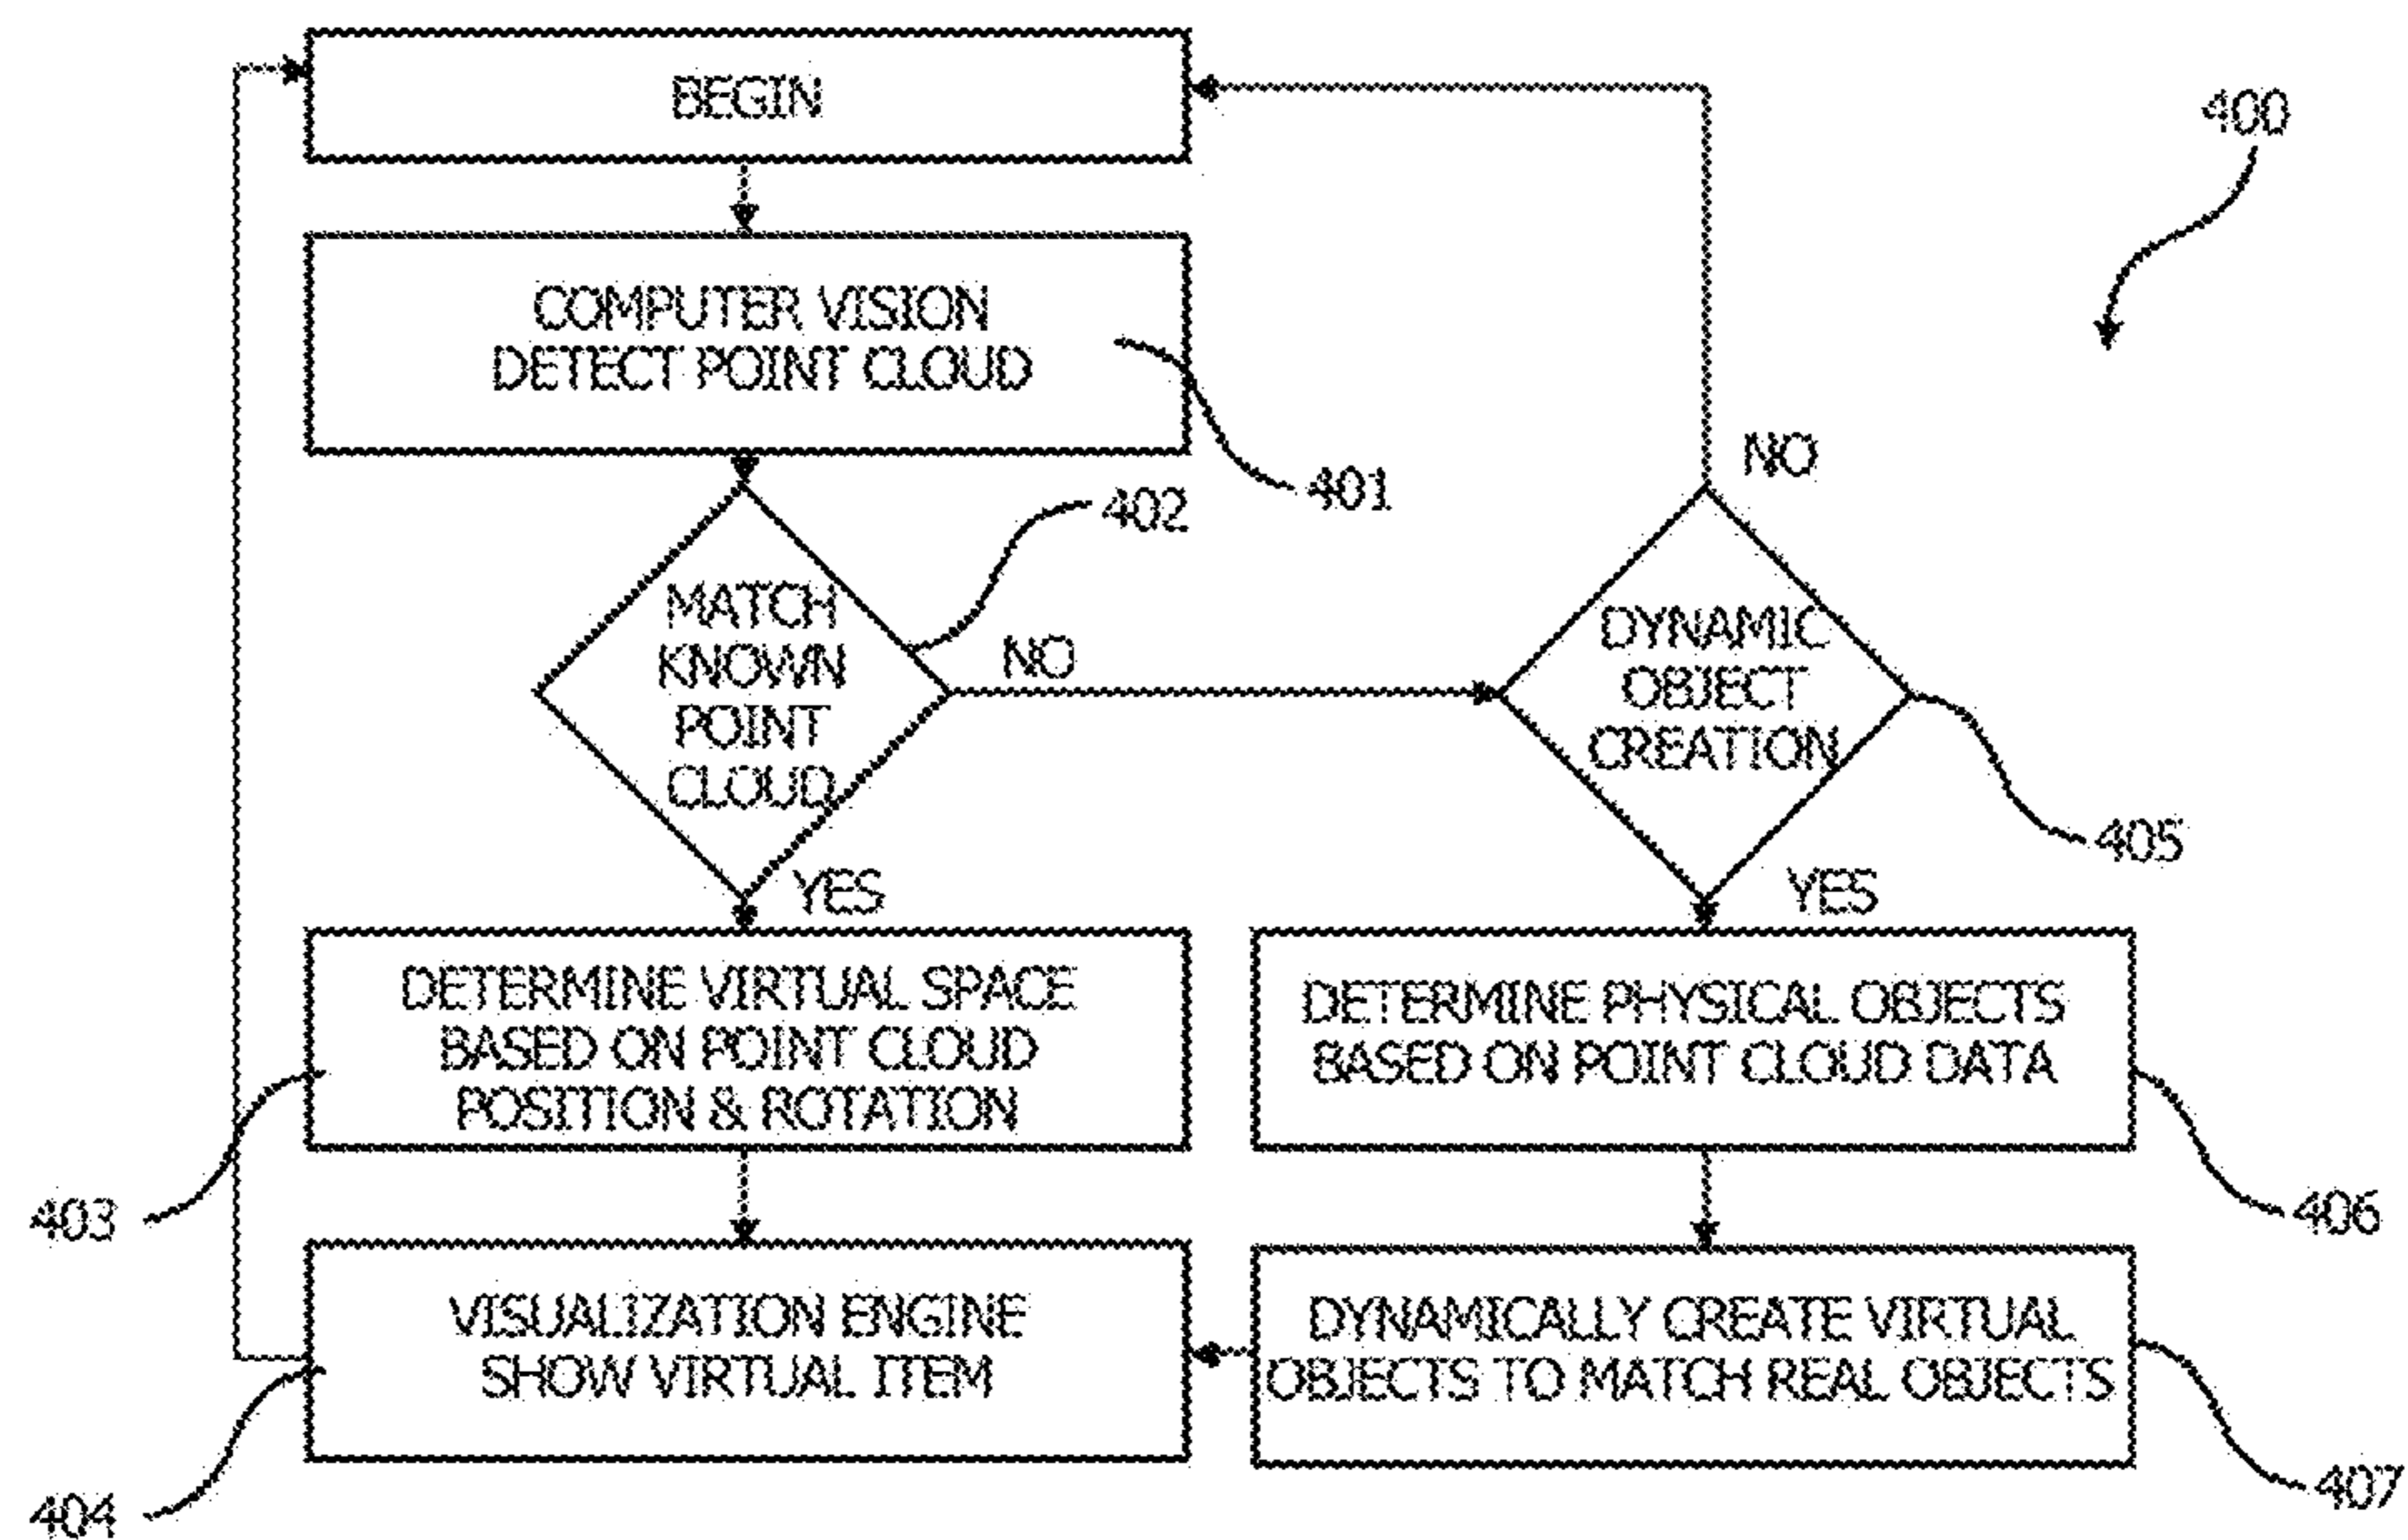 BEGIN
400
COMPUTER VISION
DETECT POINT CLOUD
401
402
MATCH
KNOWN
POINT
CLOUD
NO
YES
NO
DYNAMIC
OBJECT
CREATION
405
YES
DETERMINE VIRTUAL SPACE
BASED ON POINT CLOUD
POSITION & ROTATION
403
DETERMINE PHYSICAL OBJECTS
BASED ON POINT CLOUD DATA
406
VISUALIZATION ENGINE
SHOW VIRTUAL ITEM
404
DYNAMICALLY CREATE VIRTUAL
OBJECTS TO MATCH REAL OBJECTS
407